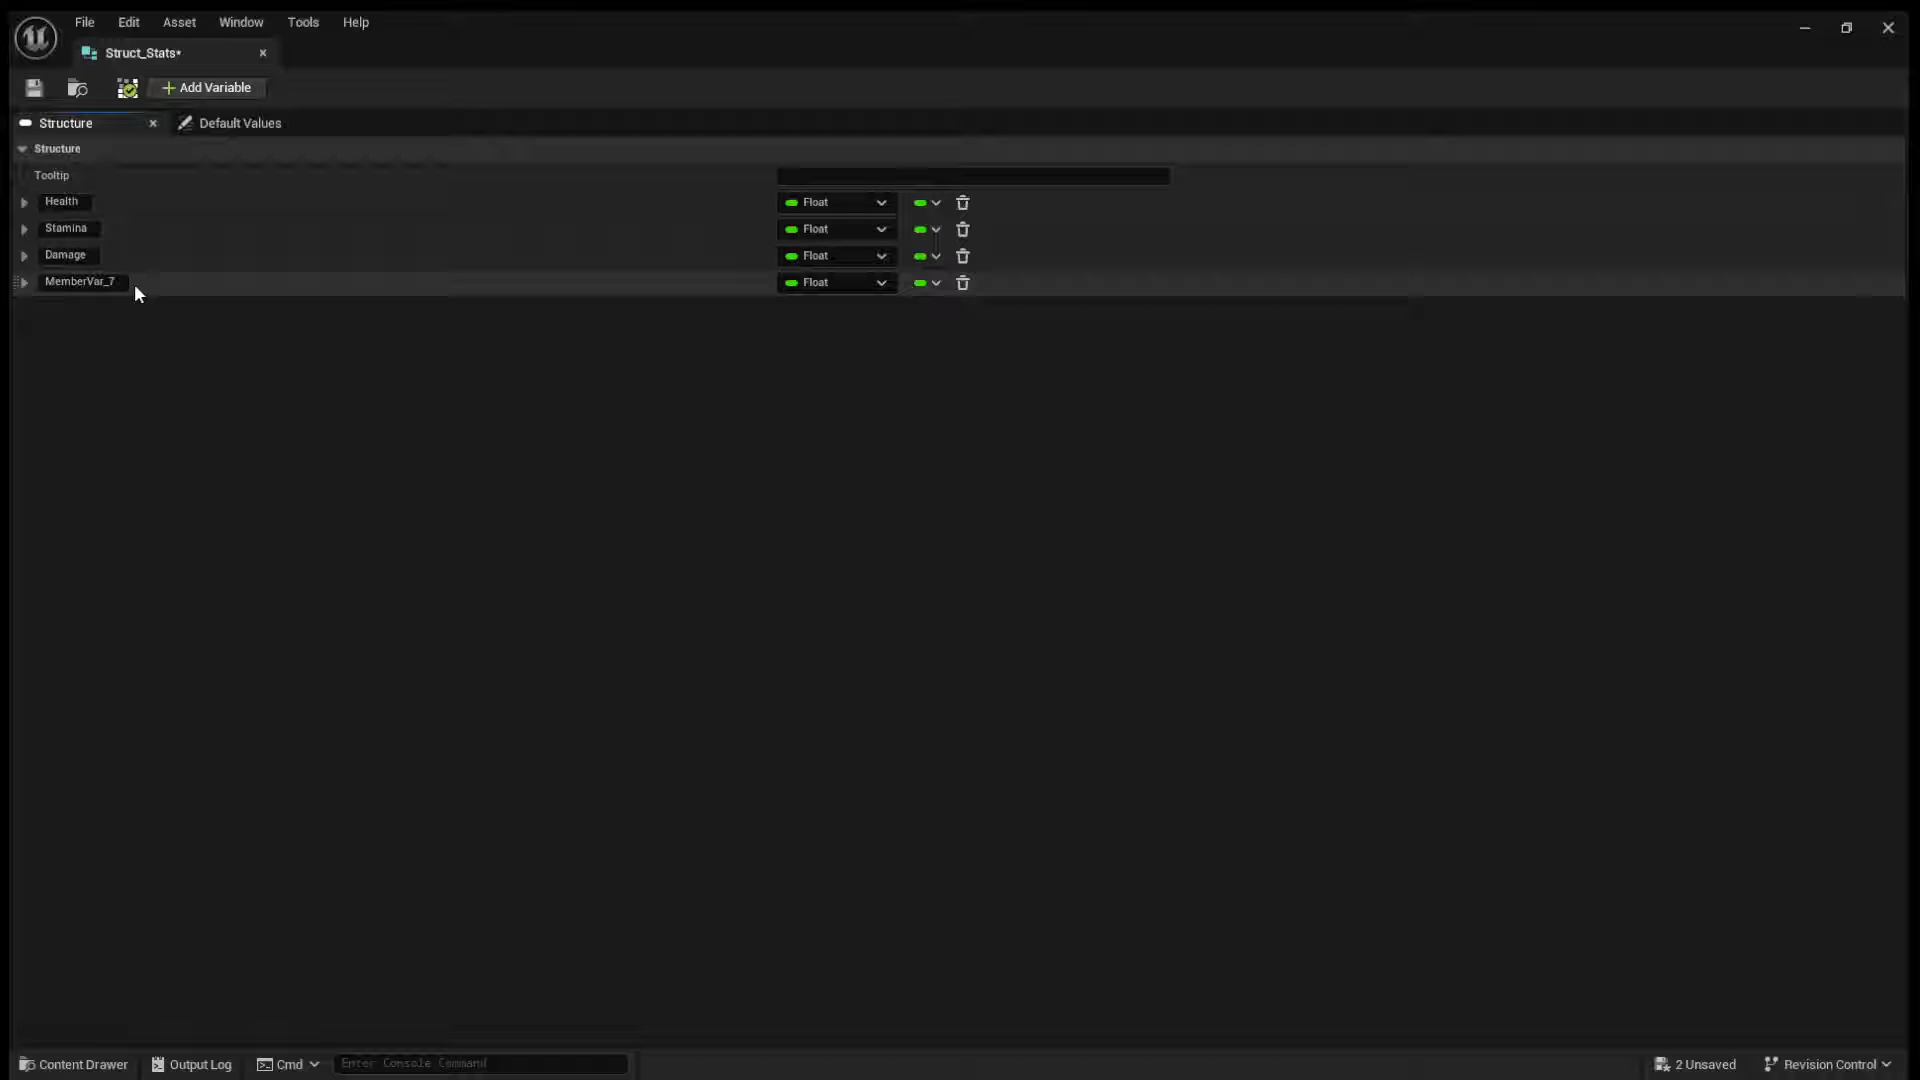 File Edit Asset Window Tools Help
Struct_Stats*
Add Variable
Structure Default Values
Structure
Tooltip
Health Float
Stamina Float
Damage Float
MemberVar_7 Float
Content Drawer Output Log Cmd Enter Console Command 2 Unsaved Revision Control